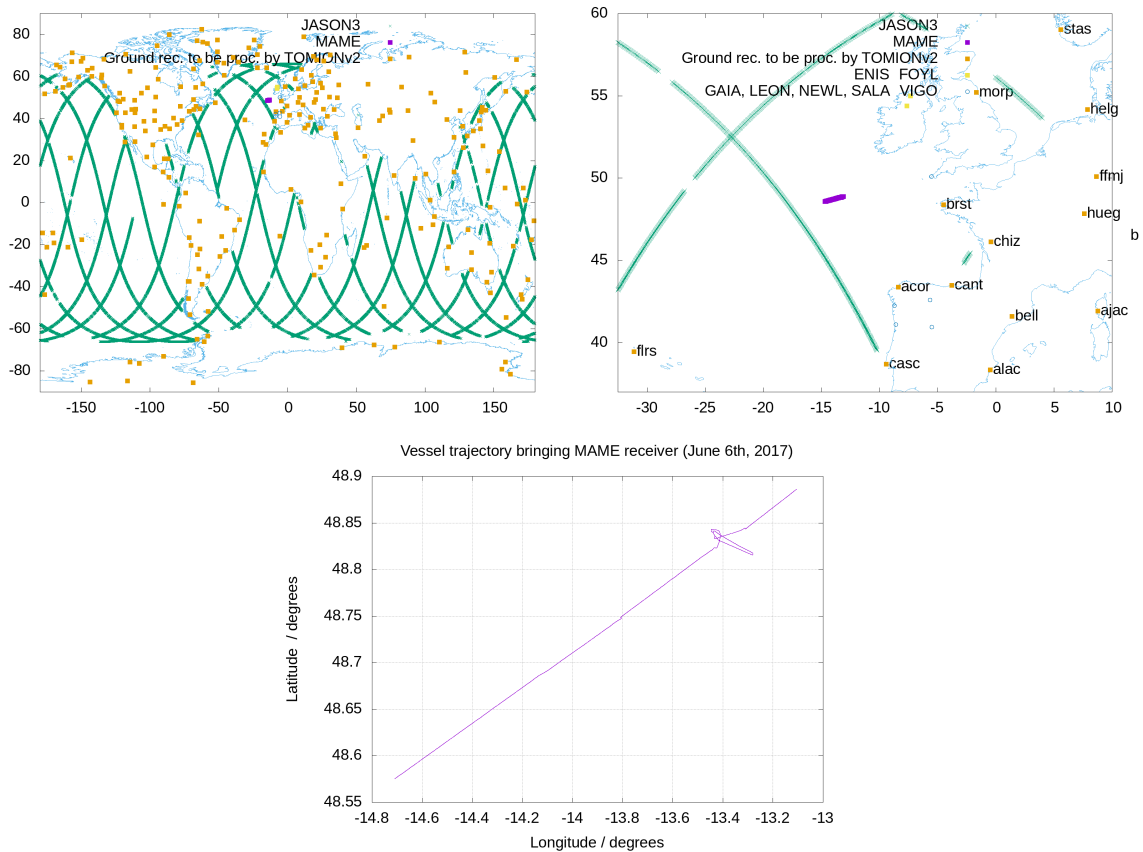 80
60
40
20
0
-20
-40
-60
-80
-150
-100
-50
0
50
100
150
JASON3
MAME
Ground rec. to be proc. by TOMIONv2
60
55
50
45
40
-30
-25
-20
-15
-10
-5
0
5
10
JASON3
MAME
Ground rec. to be proc. by TOMIONv2
ENIS FOYL
GAIA, LEON, NEWL, SALA VIGO
stas
morp
helg
ffmj
brst
hueg
b
chiz
acor
cant
bell
ajac
flrs
casc
alac
Vessel trajectory bringing MAME receiver (June 6th, 2017)
48.9
48.85
48.8
48.75
48.7
48.65
48.6
48.55
Latitude / degrees
-14.8
-14.6
-14.4
-14.2
-14
-13.8
-13.6
-13.4
-13.2
-13
Longitude / degrees